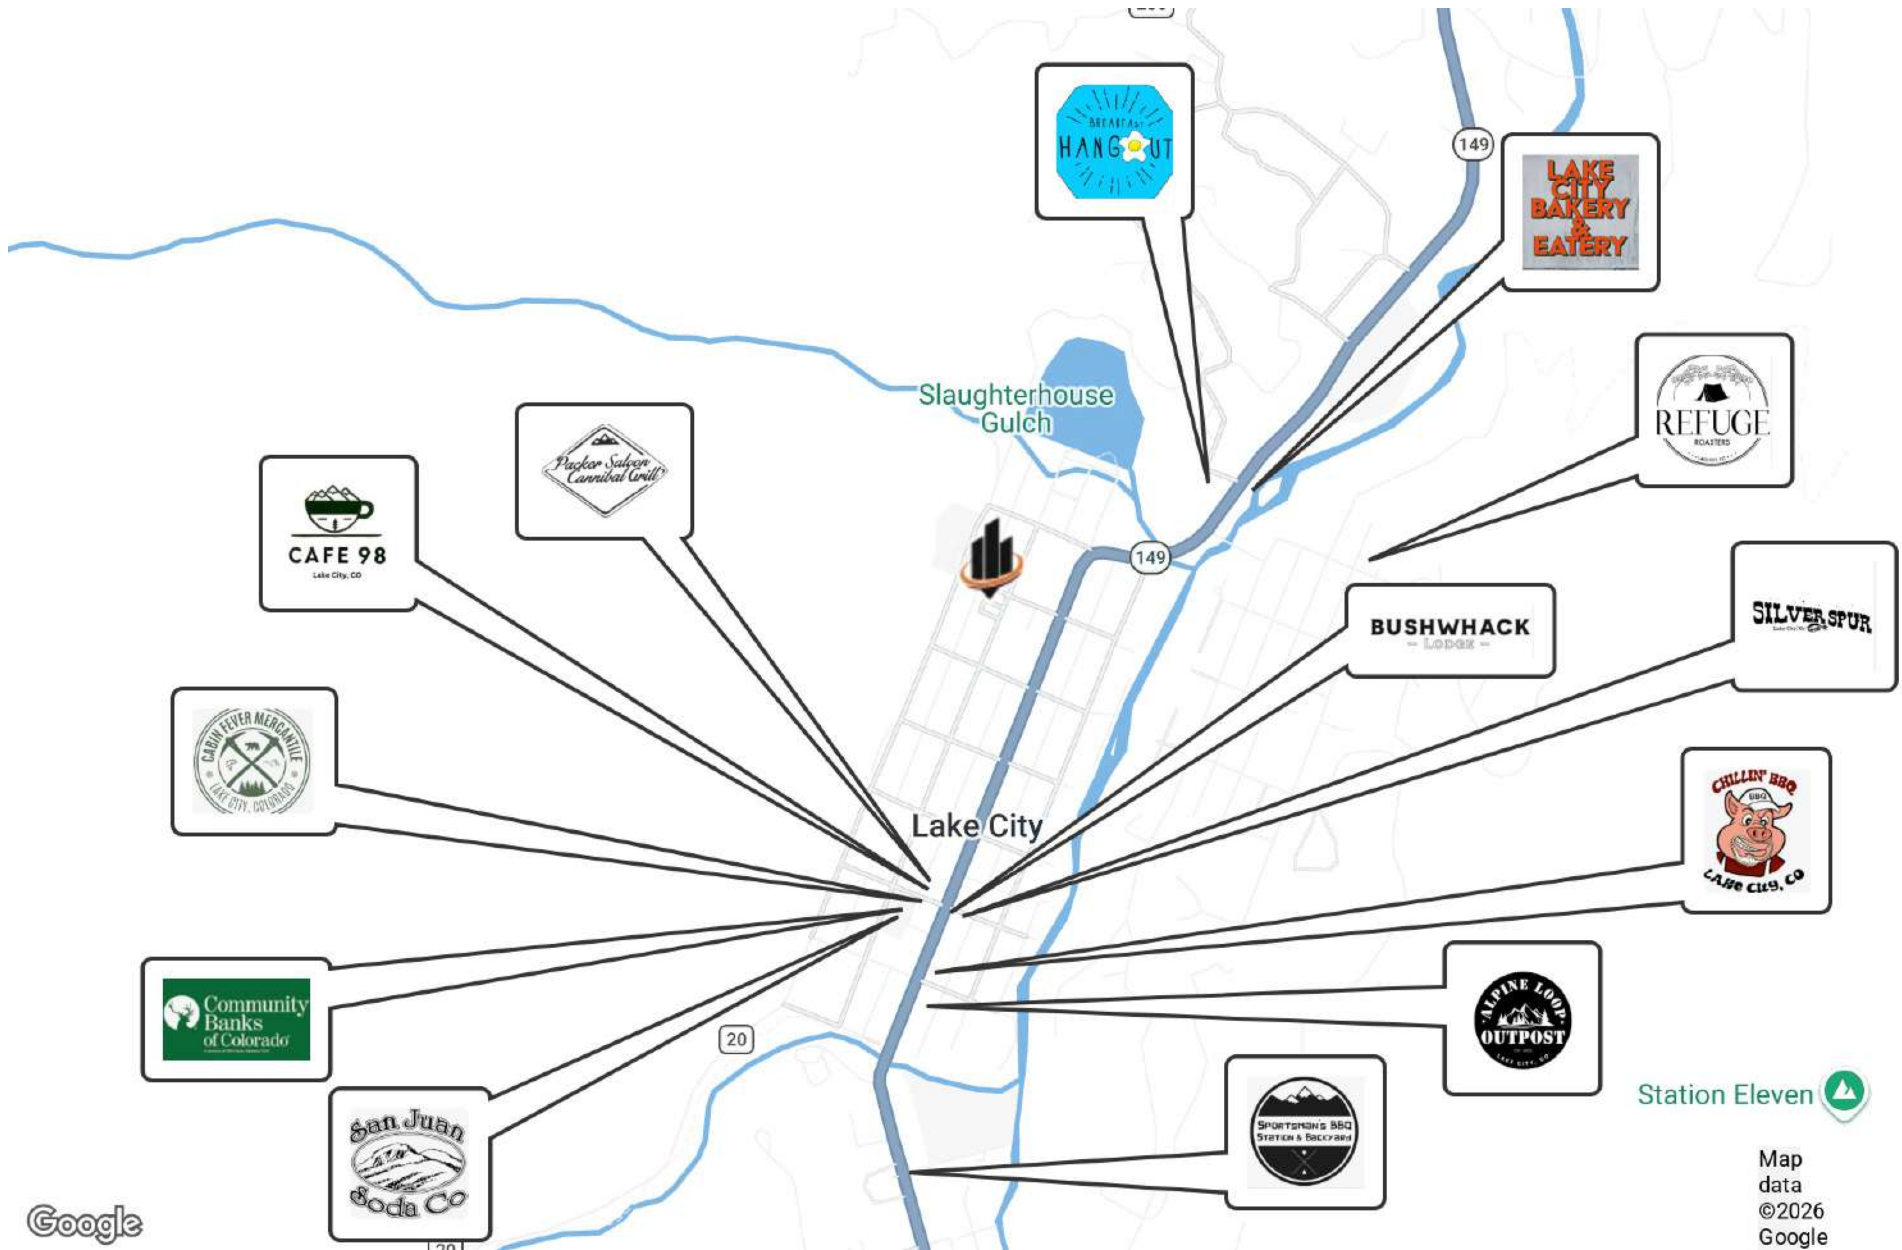 BREAKFAST
HANGOUT
149
LAKE
CITY
BAKERY
&
EATERY
Slaughterhouse
Gulch
REFUGE
ROASTERS
Packer Saloon
Cannibal Grill
CAFE 98
Lake City, CO
149
BUSHWHACK
- LODGE -
SILVER SPUR
CABIN FEVER MERCANTILE
LAKE CITY, COLORADO
CHILLIN' BBQ
BBQ
LAKE CITY, CO
Lake City
Community
Banks
of Colorado
ALPINE LOOP
OUTPOST
LAKE CITY, CO
20
Station Eleven
San Juan
Soda Co
SPORTSMAN'S BBQ
STATION & BACKYARD
Map
data
©2026
Google
Google